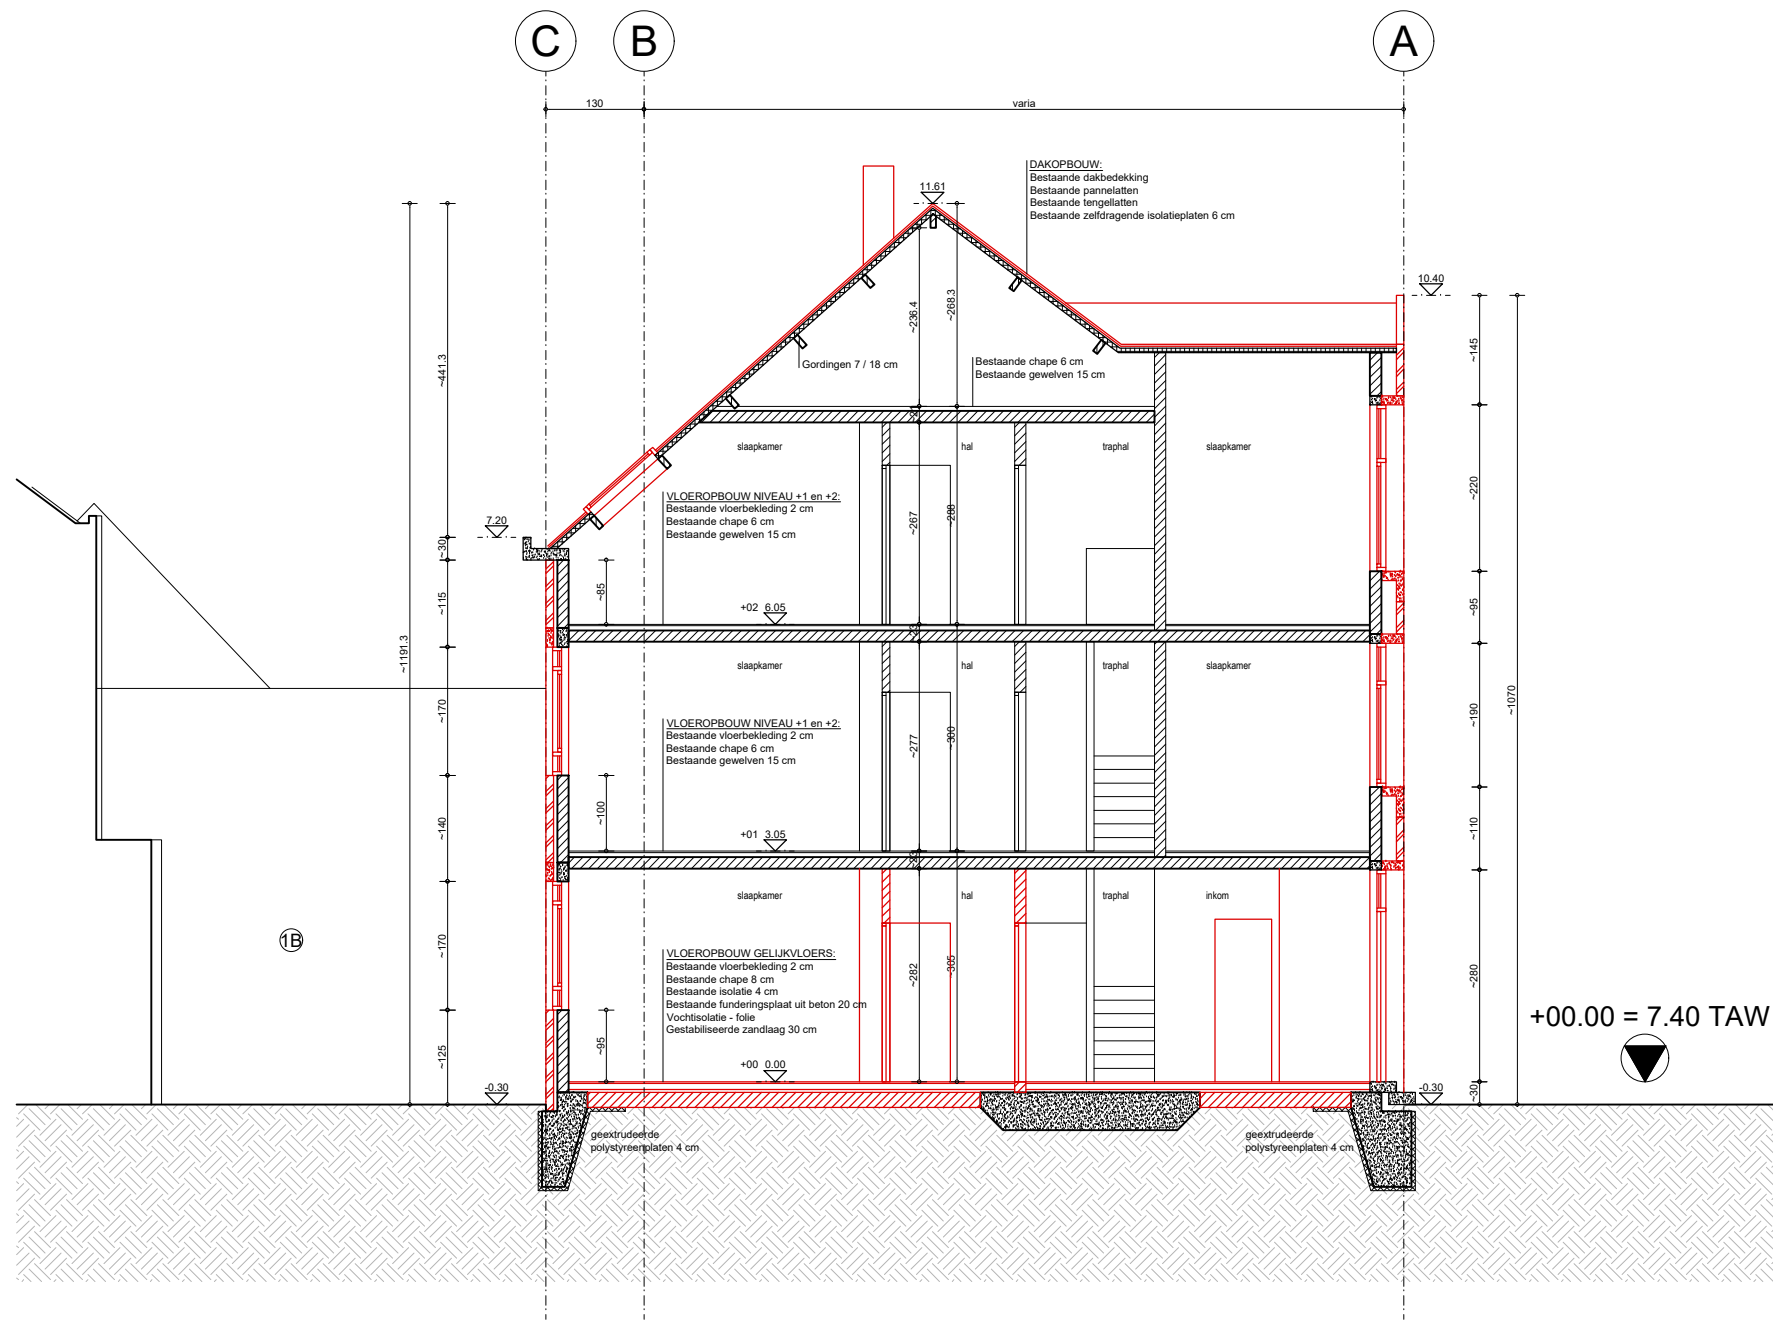 C
B
A
130
varia
DAKOPBOUW:
Bestaande dakbedekking
Bestaande pannelatten
Bestaande tengellatten
Bestaande zelfdragende isolatieplaten 6 cm
11.61
10.40
~441.3
~236.4
~268.3
~145
Gordingen 7 / 18 cm
Bestaande chape 6 cm
Bestaande gewelven 15 cm
~21
slaapkamer
hal
traphal
slaapkamer
VLOEROPBOUW NIVEAU +1 en +2:
Bestaande vloerbekleding 2 cm
Bestaande chape 6 cm
Bestaande gewelven 15 cm
7.20
~30
~267
~288
~220
~85
~115
+02 6.05
~95
~23
~1191.3
slaapkamer
hal
traphal
slaapkamer
VLOEROPBOUW NIVEAU +1 en +2:
Bestaande vloerbekleding 2 cm
Bestaande chape 6 cm
Bestaande gewelven 15 cm
~170
~277
~300
~190
~1070
~100
~140
+01 3.05
~110
~23
slaapkamer
hal
traphal
inkom
1B
VLOEROPBOUW GELIJKVLOERS:
Bestaande vloerbekleding 2 cm
Bestaande chape 8 cm
Bestaande isolatie 4 cm
Bestaande funderingsplaat uit beton 20 cm
Vochtisolatie - folie
Gestabiliseerde zandlaag 30 cm
~170
~282
~305
~280
+00.00 = 7.40 TAW
~95
~125
+00 0.00
-0.30
~30
-0.30
geextrudeerde
polystyreenplaten 4 cm
geextrudeerde
polystyreenplaten 4 cm